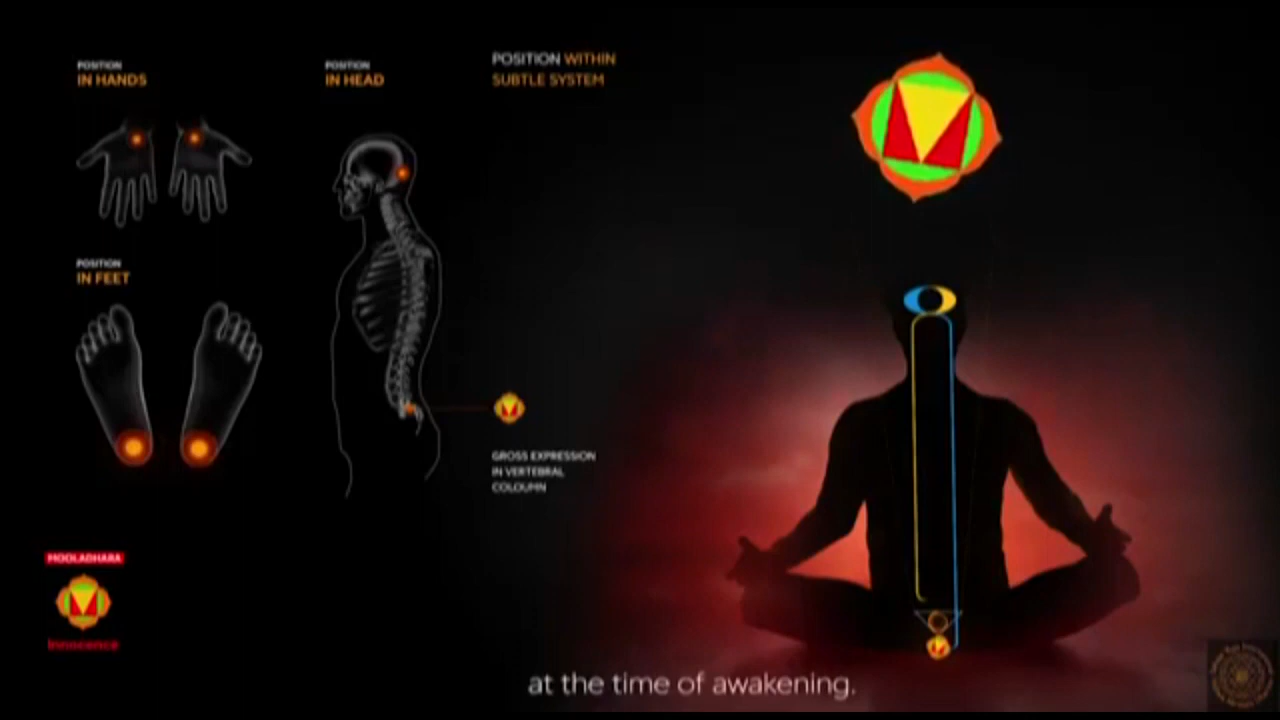 POSITION
IN HANDS
POSITION
IN HEAD
POSITION WITHIN
SUBTLE SYSTEM
POSITION
IN FEET
GROSS EXPRESSION
IN VERTEBRAL
COLOUMN
MOOLADHARA
Innocence
at the time of awakening.